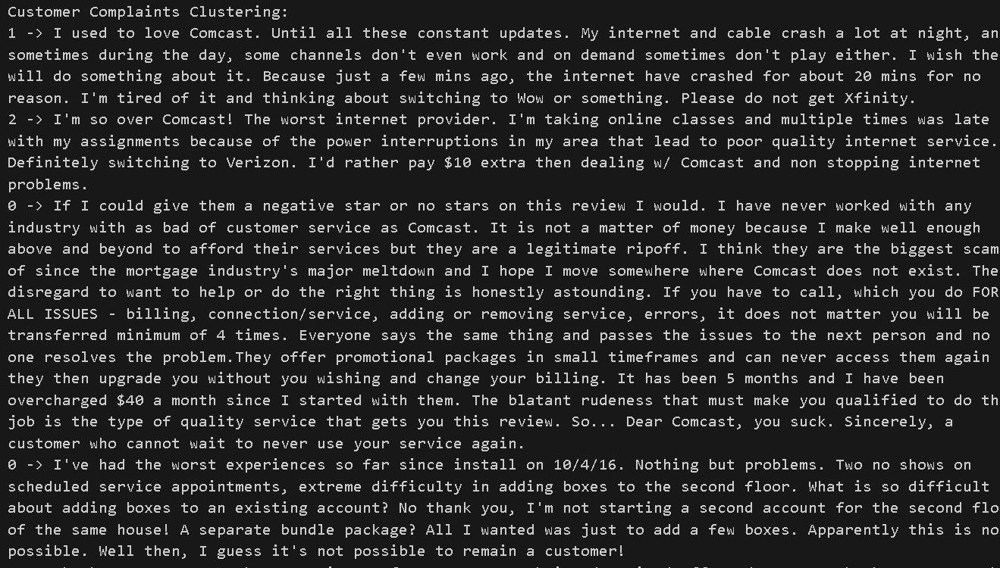 Customer Complaints Clustering:
1 -> I used to love Comcast. Until all these constant updates. My internet and cable crash a lot at night, an
sometimes during the day, some channels don't even work and on demand sometimes don't play either. I wish the
will do something about it. Because just a few mins ago, the internet have crashed for about 20 mins for no
reason. I'm tired of it and thinking about switching to Wow or something. Please do not get Xfinity.
2 -> I'm so over Comcast! The worst internet provider. I'm taking online classes and multiple times was late
with my assignments because of the power interruptions in my area that lead to poor quality internet service.
Definitely switching to Verizon. I'd rather pay $10 extra then dealing w/ Comcast and non stopping internet
problems.
0 -> If I could give them a negative star or no stars on this review I would. I have never worked with any
industry with as bad of customer service as Comcast. It is not a matter of money because I make well enough
above and beyond to afford their services but they are a legitimate ripoff. I think they are the biggest scam
of since the mortgage industry's major meltdown and I hope I move somewhere where Comcast does not exist. The
disregard to want to help or do the right thing is honestly astounding. If you have to call, which you do FOR
ALL ISSUES - billing, connection/service, adding or removing service, errors, it does not matter you will be
transferred minimum of 4 times. Everyone says the same thing and passes the issues to the next person and no
one resolves the problem.They offer promotional packages in small timeframes and can never access them again
they then upgrade you without you wishing and change your billing. It has been 5 months and I have been
overcharged $40 a month since I started with them. The blatant rudeness that must make you qualified to do th
job is the type of quality service that gets you this review. So... Dear Comcast, you suck. Sincerely, a
customer who cannot wait to never use your service again.
0 -> I've had the worst experiences so far since install on 10/4/16. Nothing but problems. Two no shows on
scheduled service appointments, extreme difficulty in adding boxes to the second floor. What is so difficult
about adding boxes to an existing account? No thank you, I'm not starting a second account for the second flo
of the same house! A separate bundle package? All I wanted was just to add a few boxes. Apparently this is no
possible. Well then, I guess it's not possible to remain a customer!